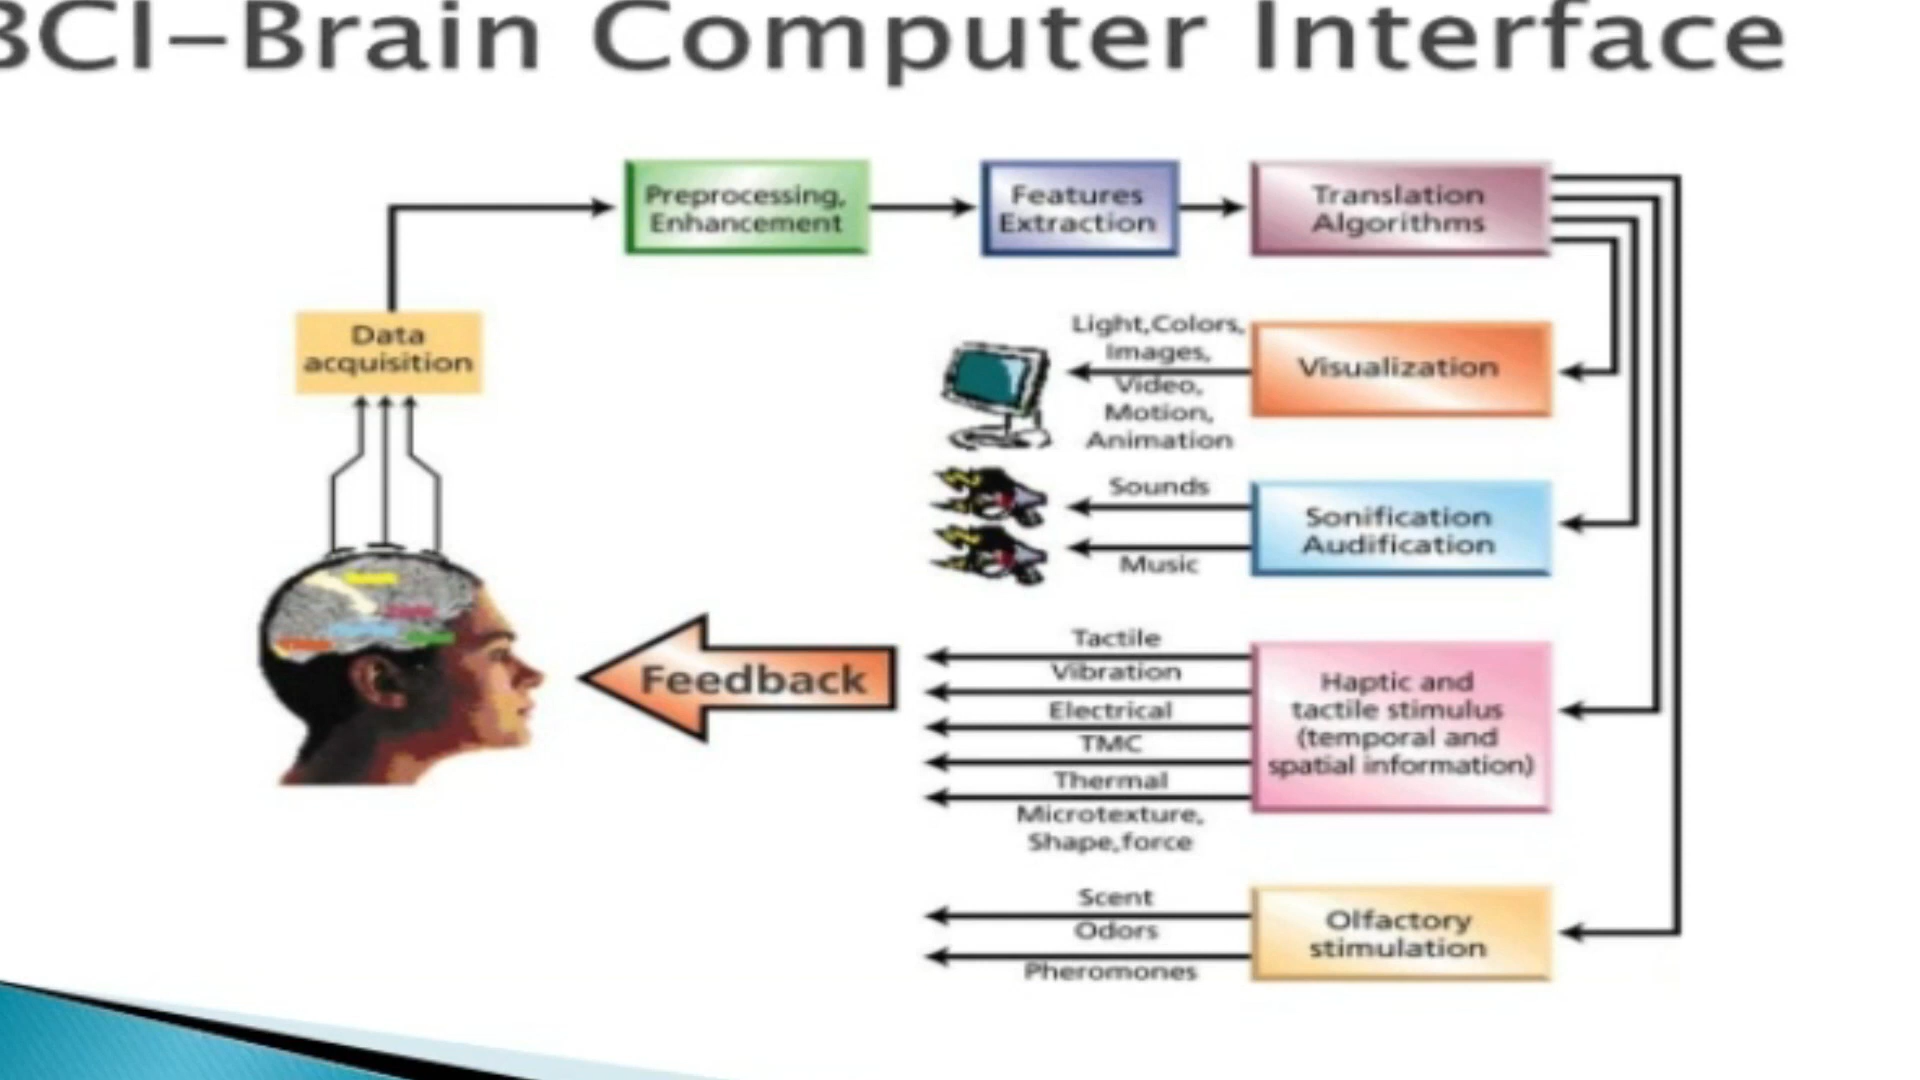 BCI-Brain Computer Interface
Preprocessing,
Enhancement
Features
Extraction
Translation
Algorithms
Data
acquisition
Light,Colors,
Images,
Video,
Motion,
Animation
Visualization
Sounds
Music
Sonification
Audification
Feedback
Tactile
Vibration
Electrical
TMC
Thermal
Microtexture,
Shape,force
Haptic and
tactile stimulus
(temporal and
spatial information)
Scent
Odors
Pheromones
Olfactory
stimulation